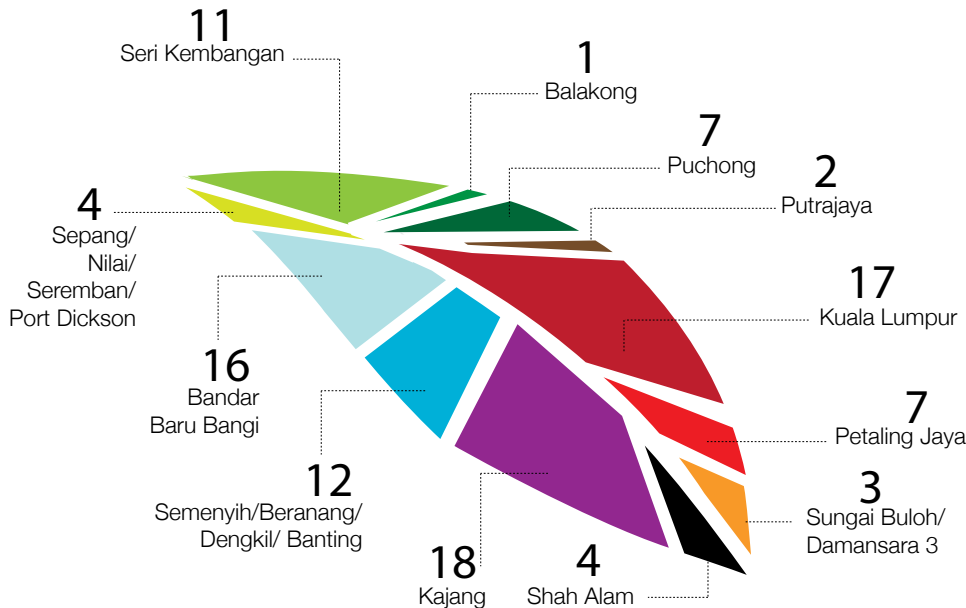 11
Seri Kembangan
1
Balakong
7
Puchong
2
Putrajaya
4
Sepang/
Nilai/
Seremban/
Port Dickson
17
Kuala Lumpur
16
Bandar
Baru Bangi
7
Petaling Jaya
12
Semenyih/Beranang/
Dengkil/ Banting
3
Sungai Buloh/
Damansara 3
18
Kajang
4
Shah Alam